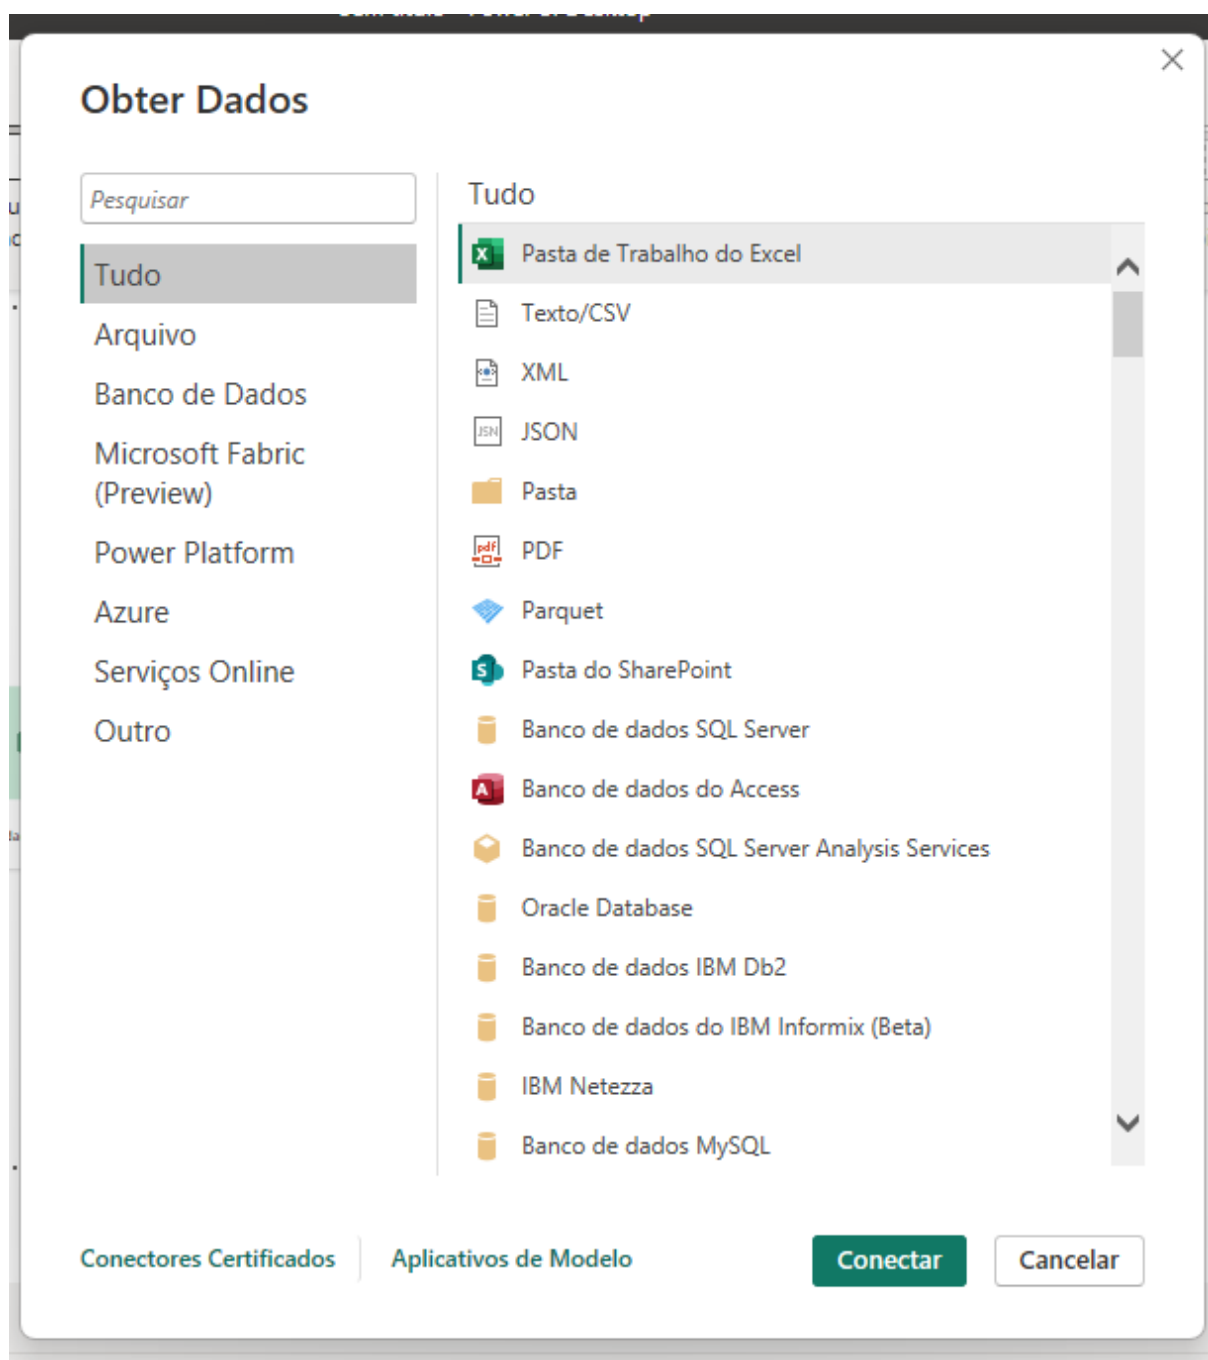 Obter Dados
Pesquisar
Tudo
Arquivo
Banco de Dados
Microsoft Fabric
(Preview)
Power Platform
Azure
Serviços Online
Outro
Tudo
Pasta de Trabalho do Excel
Texto/CSV
XML
JSON
Pasta
PDF
Parquet
Pasta do SharePoint
Banco de dados SQL Server
Banco de dados do Access
Banco de dados SQL Server Analysis Services
Oracle Database
Banco de dados IBM Db2
Banco de dados do IBM Informix (Beta)
IBM Netezza
Banco de dados MySQL
Conectores Certificados
Aplicativos de Modelo
Conectar
Cancelar